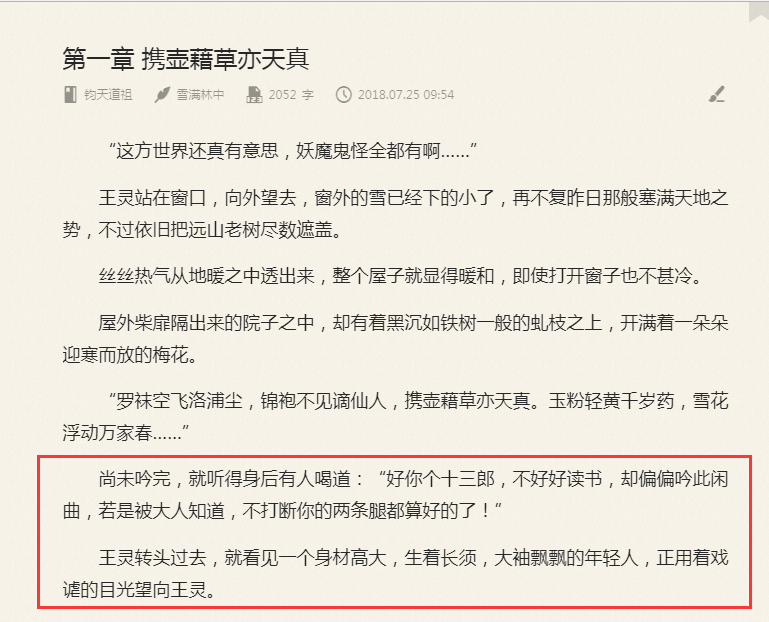 第一章 携壶藉草亦天真
钧天道祖 雪满林中 2052 字 2018.07.25 09:54
“这方世界还真有意思，妖魔鬼怪全都有啊......”
王灵站在窗口，向外望去，窗外的雪已经下的小了，再不复昨日那般塞满天地之
势，不过依旧把远山老树尽数遮盖。
丝丝热气从地暖之中透出来，整个屋子就显得暖和，即使打开窗子也不甚冷。
屋外柴扉隔出来的院子之中，却有着黑沉如铁树一般的虬枝之上，开满着一朵朵
迎寒而放的梅花。
“罗袜空飞洛浦尘，锦袍不见谪仙人，携壶藉草亦天真。玉粉轻黄千岁药，雪花
浮动万家春......”
尚未吟完，就听得身后有人喝道：“好你个十三郎，不好好读书，却偏偏吟此闲
曲，若是被大人知道，不打断你的两条腿都算好的了！”
王灵转头过去，就看见一个身材高大，生着长须，大袖飘飘的年轻人，正用着戏
谑的目光望向王灵。